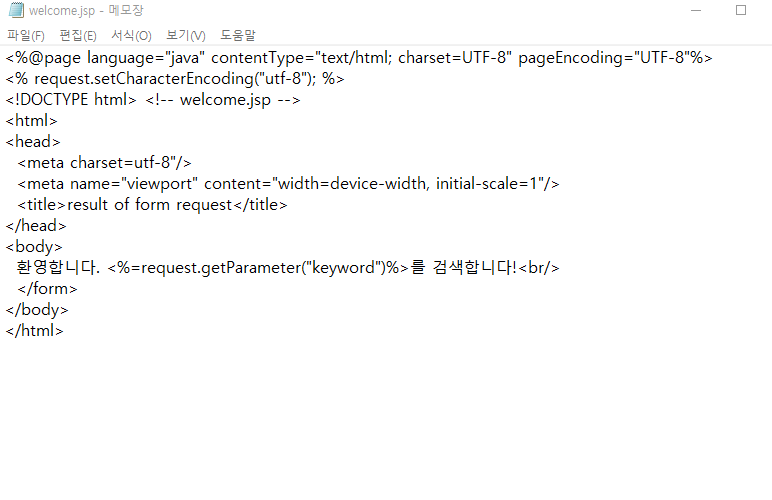 welcome.jsp - 메모장
파일(F) 편집(E) 서식(O) 보기(V) 도움말
<%@page language="java" contentType="text/html; charset=UTF-8" pageEncoding="UTF-8"%>
<% request.setCharacterEncoding("utf-8"); %>
<!DOCTYPE html> <!-- welcome.jsp -->
<html>
<head>
<meta charset=utf-8"/>
<meta name="viewport" content="width=device-width, initial-scale=1"/>
<title>result of form request</title>
</head>
<body>
환영합니다. <%=request.getParameter("keyword")%>를 검색합니다!<br/>
</form>
</body>
</html>